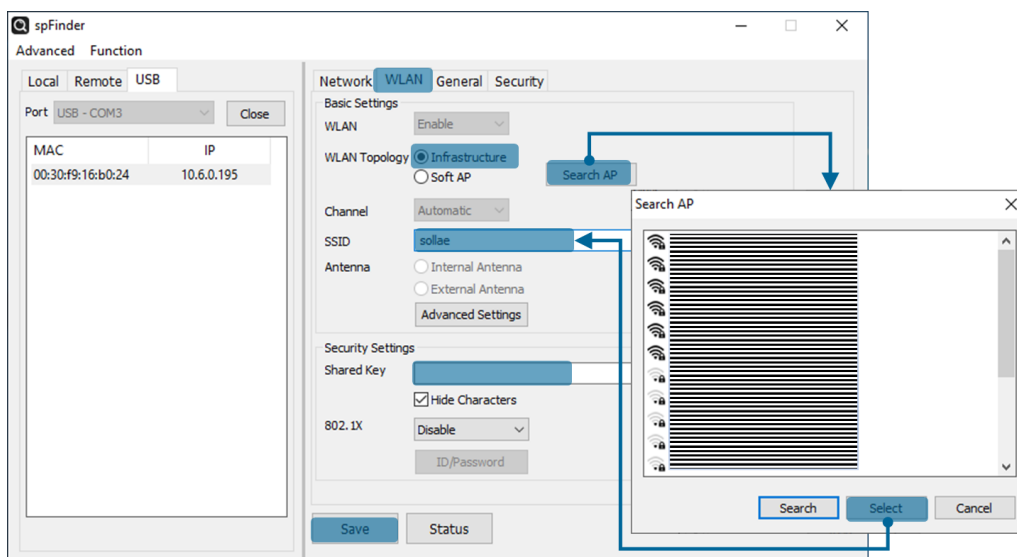 spFinder
Advanced Function
Local Remote USB
Port USB - COM3 Close
MAC IP
00:30:f9:16:b0:24 10.6.0.195
Network WLAN General Security
Basic Settings
WLAN Enable
WLAN Topology Infrastructure
Soft AP Search AP
Channel Automatic
SSID sollae
Antenna Internal Antenna
External Antenna
Advanced Settings
Security Settings
Shared Key
Hide Characters
802.1X Disable
ID/Password
Save Status
Search AP
Search Select Cancel